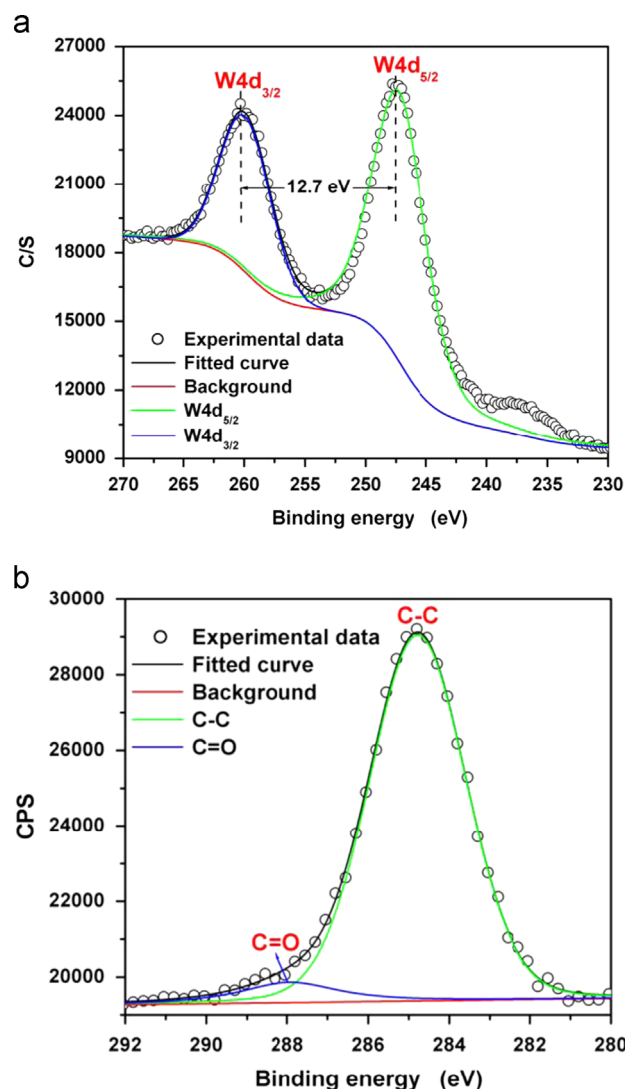 a
27000
24000
21000
18000
15000
12000
9000
C/S
W4d3/2
W4d5/2
12.7 eV
Experimental data
Fitted curve
Background
W4d5/2
W4d3/2
270 265 260 255 250 245 240 235 230
Binding energy (eV)
b
30000
28000
26000
24000
22000
20000
CPS
C-C
Experimental data
Fitted curve
Background
C-C
C=O
C=O
292 290 288 286 284 282 280
Binding energy (eV)